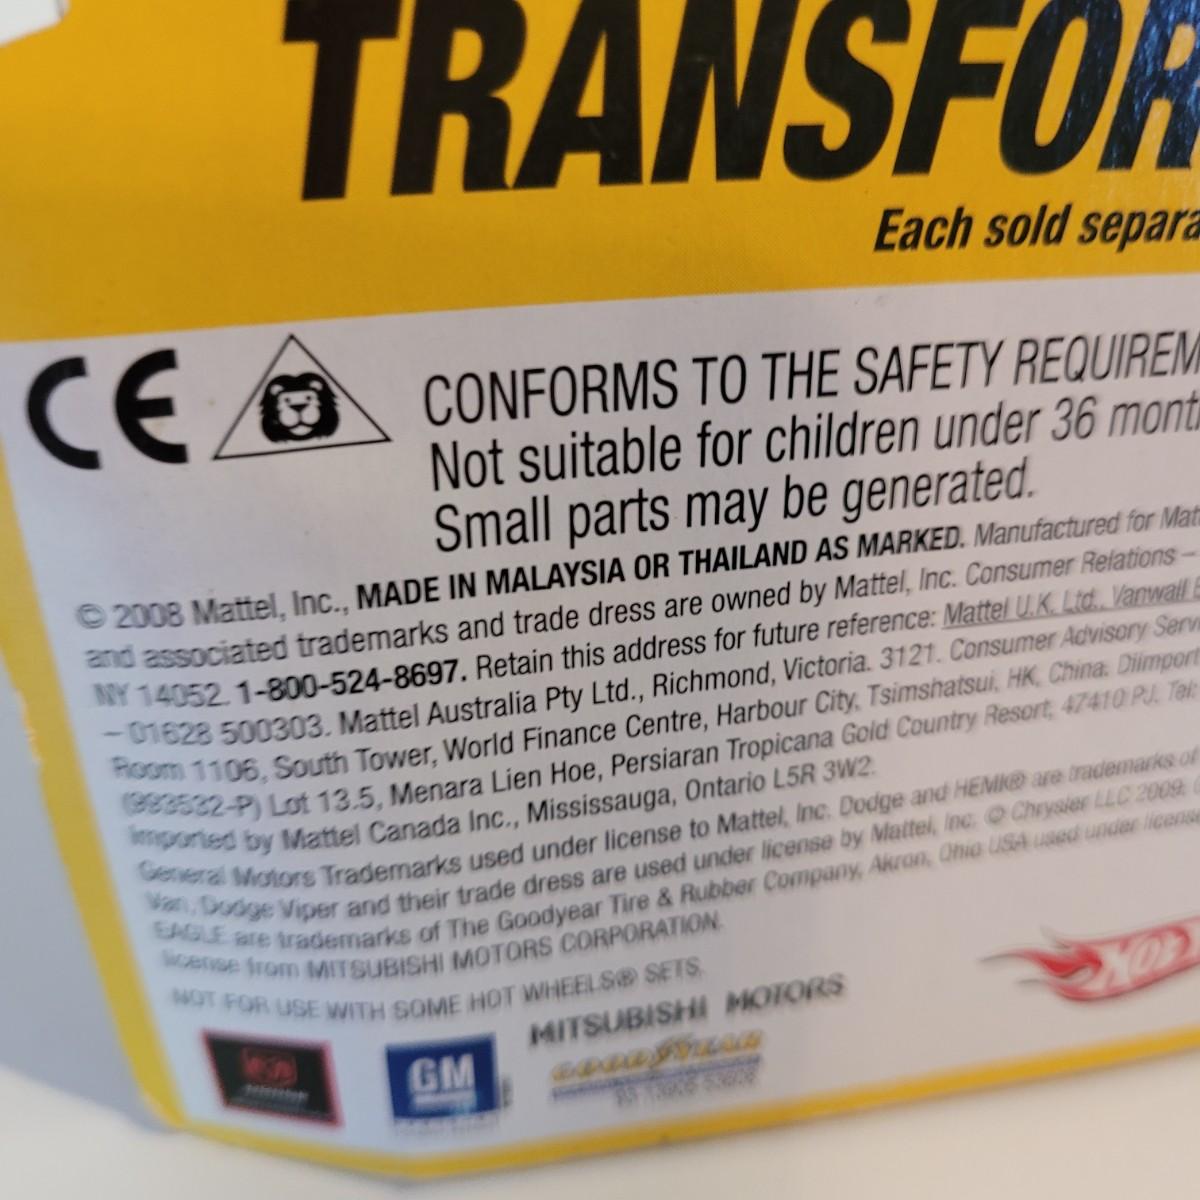 TRANSFOR
Each sold separa
CE
CONFORMS TO THE SAFETY REQUIREM
Not suitable for children under 36 mont
Small parts may be generated.
© 2008 Mattel, Inc., MADE IN MALAYSIA OR THAILAND AS MARKED. Manufactured for Matt
and associated trademarks and trade dress are owned by Mattel, Inc. Consumer Relations –
NY 14052. 1-800-524-8697. Retain this address for future reference: Mattel U.K. Ltd., Vanwall
– 01628 500303. Mattel Australia Pty Ltd., Richmond, Victoria. 3121. Consumer Advisory Servi
Room 1106, South Tower, World Finance Centre, Harbour City, Tsimshatsui, HK, China. Diimport
(993532-P) Lot 13.5, Menara Lien Hoe, Persiaran Tropicana Gold Country Resort, 47410 PJ. Tel:
Imported by Mattel Canada Inc., Mississauga, Ontario L5R 3W2.
General Motors Trademarks used under license to Mattel, Inc. Dodge and HEMI® are trademarks of
Van, Dodge Viper and their trade dress are used under license by Mattel, Inc. © Chrysler LLC 2009.
EAGLE are trademarks of The Goodyear Tire & Rubber Company, Akron, Ohio USA used under license
license from MITSUBISHI MOTORS CORPORATION.
NOT FOR USE WITH SOME HOT WHEELS® SETS.
MITSUBISHI MOTORS
GM
GOODYEAR
HOT